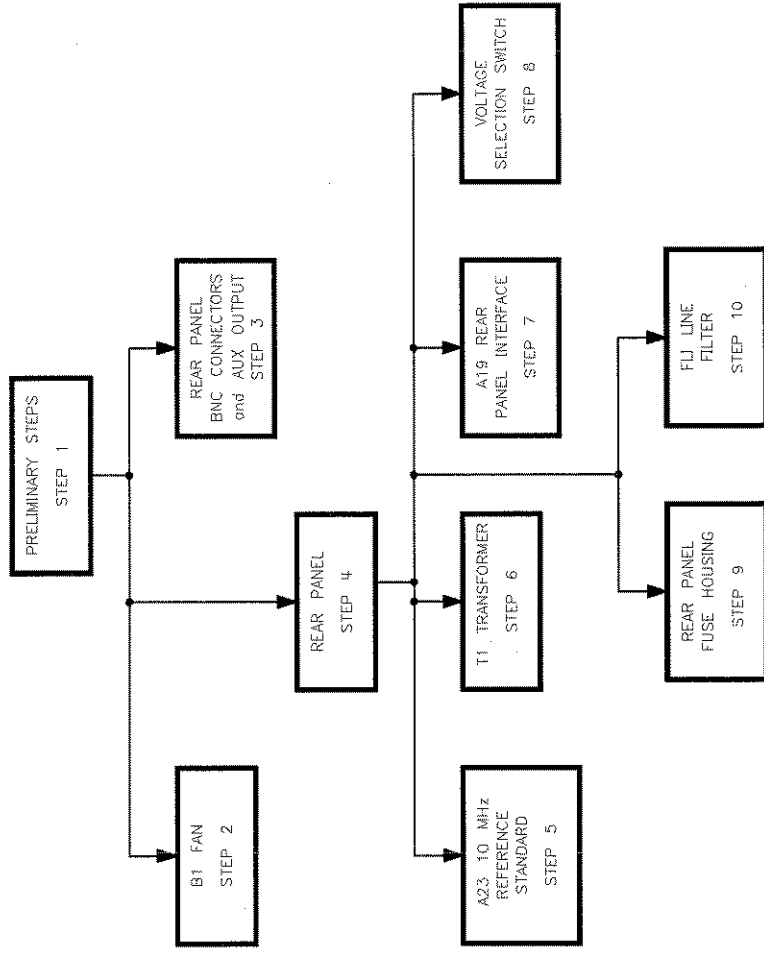 PRELIMINARY STEPS
STEP 1
B1 FAN
STEP 2
REAR PANEL
BNC CONNECTORS
and AUX OUTPUT
STEP 3
REAR PANEL
STEP 4
A23 10 MHz
REFERENCE
STANDARD
STEP 5
T1 TRANSFORMER
STEP 6
A19 REAR
PANEL INTERFACE
STEP 7
VOLTAGE
SELECTION SWITCH
STEP 8
REAR PANEL
FUSE HOUSING
STEP 9
FL1 LINE
FILTER
STEP 10